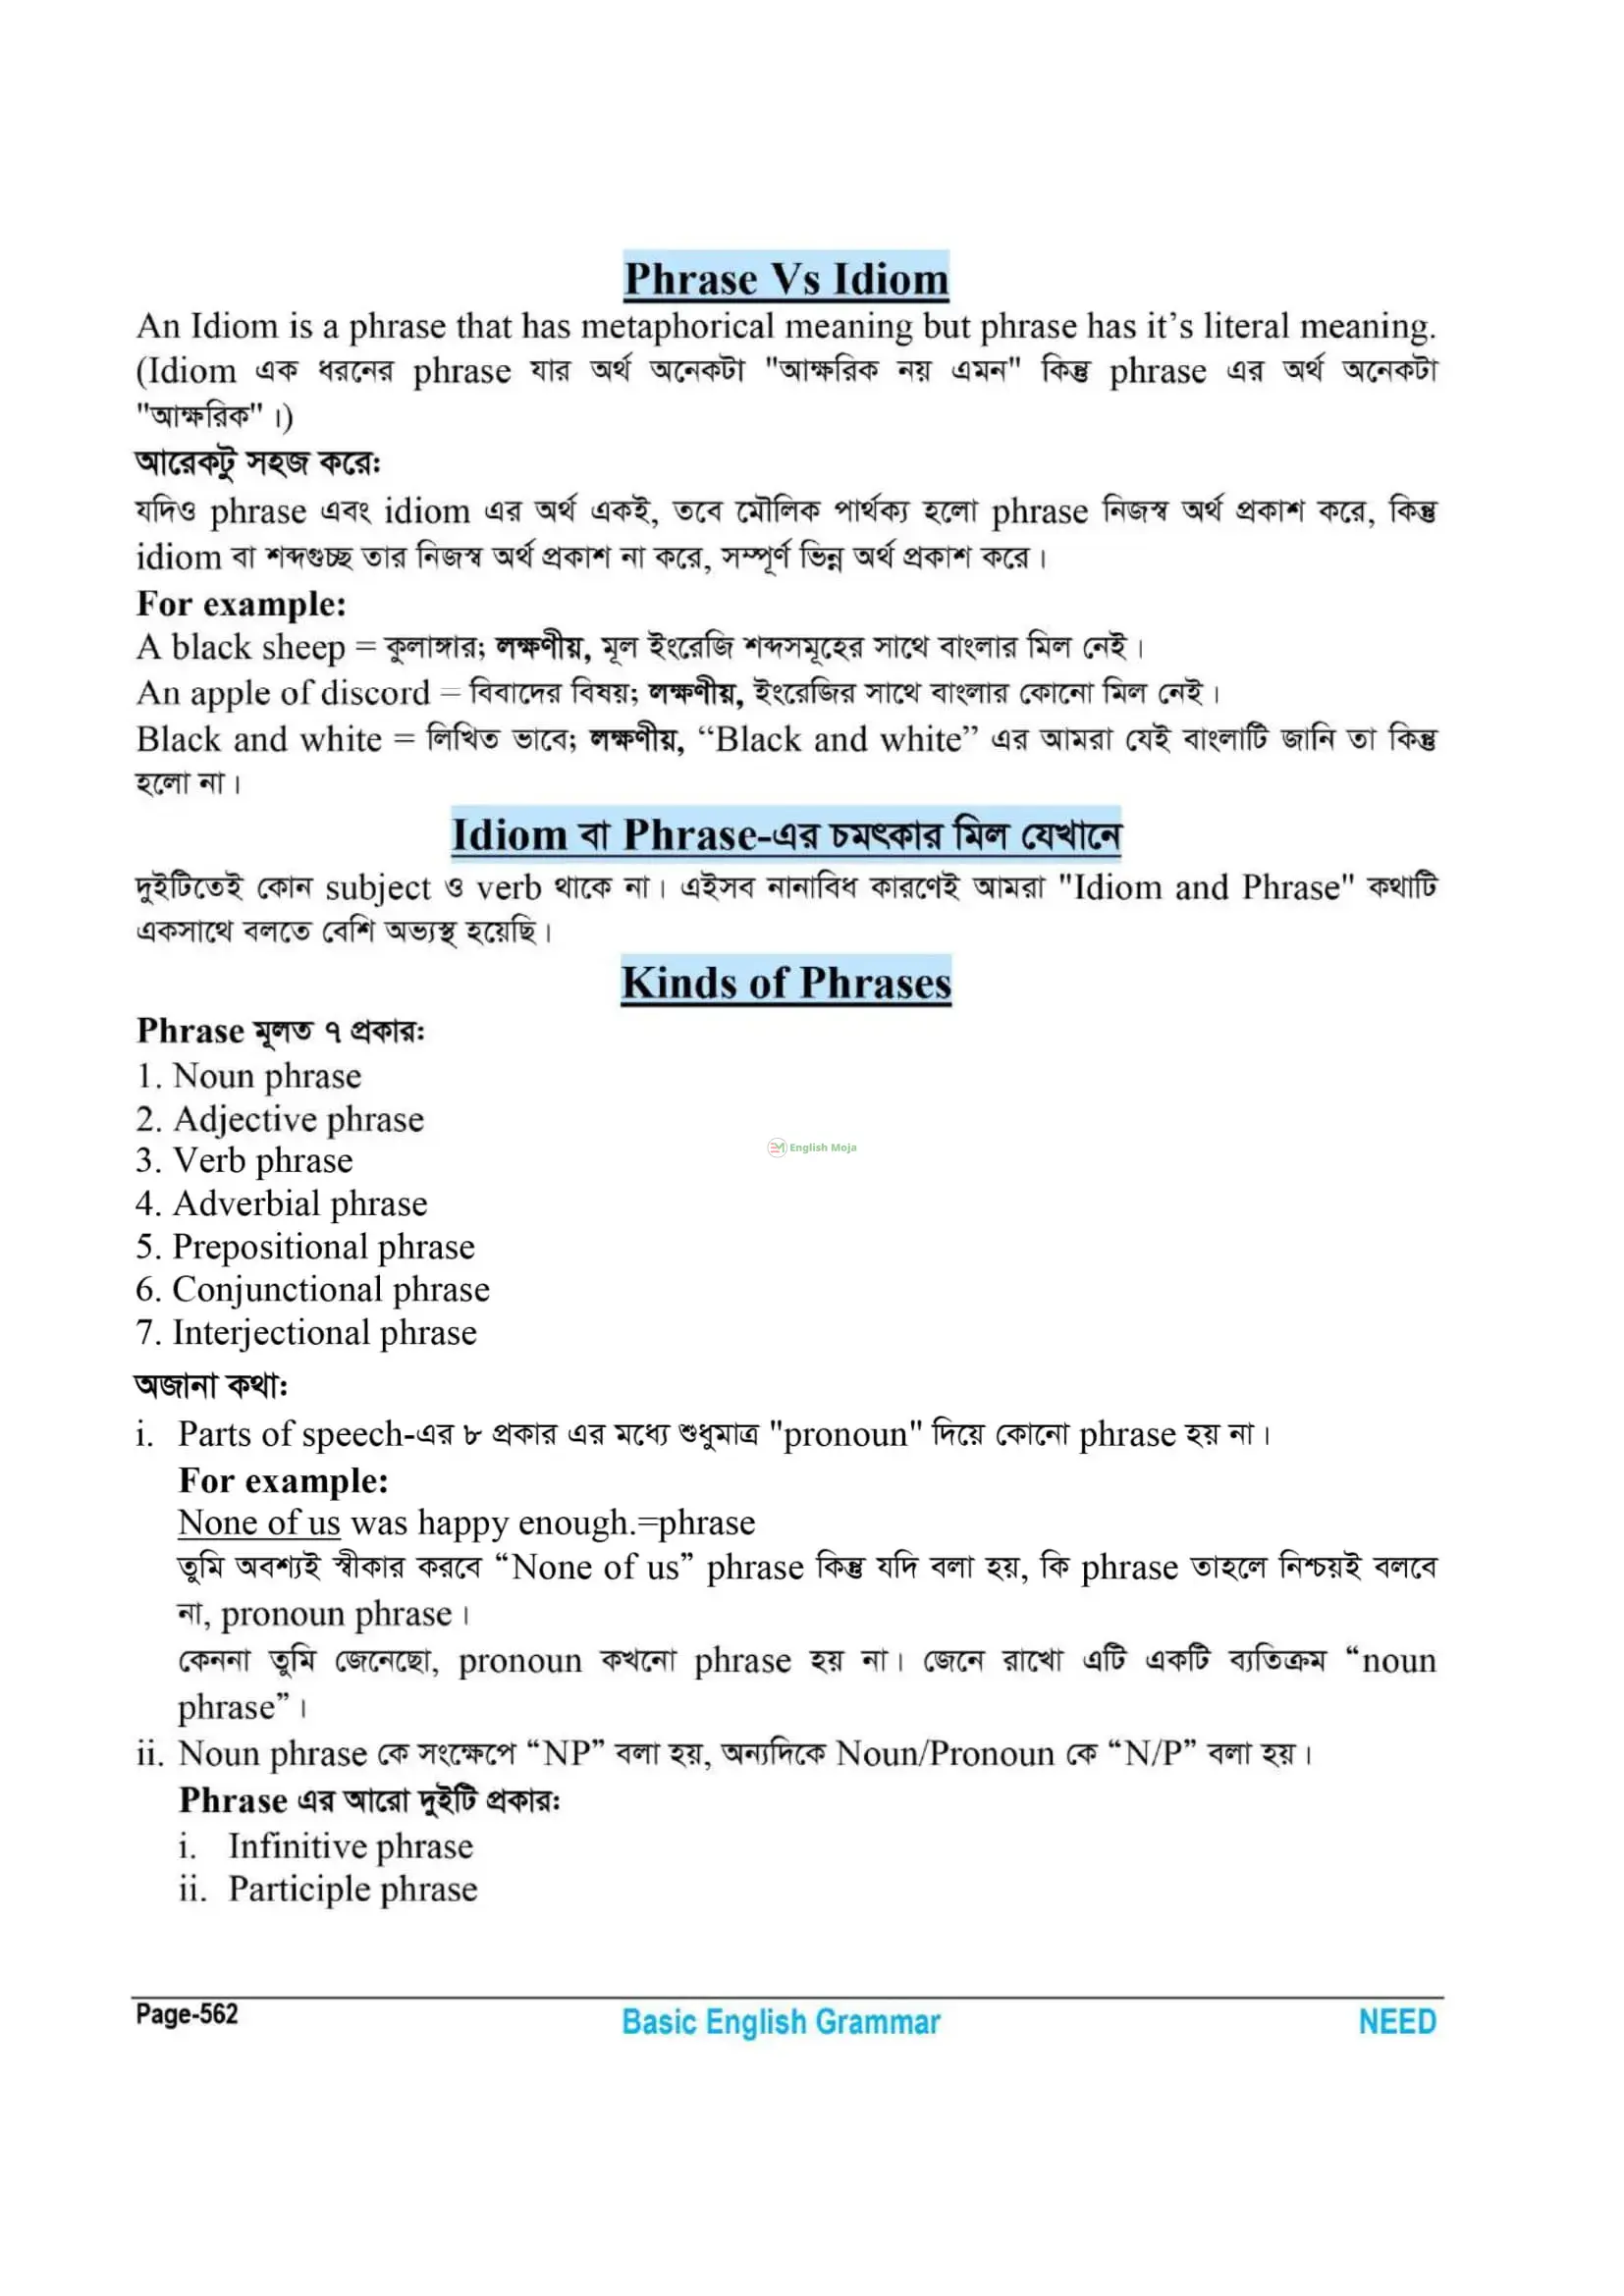 Phrase Vs Idiom
An Idiom is a phrase that has metaphorical meaning but phrase has it’s literal meaning.
(Idiom এক ধরনের phrase যার অর্থ অনেকটা "আক্ষরিক নয় এমন" কিন্তু phrase এর অর্থ অনেকটা
"আক্ষরিক"।)
আরেকটু সহজ করে:
যদিও phrase এবং idiom এর অর্থ একই, তবে মৌলিক পার্থক্য হলো phrase নিজস্ব অর্থ প্রকাশ করে, কিন্তু
idiom বা শব্দগুচ্ছ তার নিজস্ব অর্থ প্রকাশ না করে, সম্পূর্ণ ভিন্ন অর্থ প্রকাশ করে।
For example:
A black sheep = কুলাঙ্গার; লক্ষণীয়, মূল ইংরেজি শব্দসমূহের সাথে বাংলার মিল নেই।
An apple of discord = বিবাদের বিষয়; লক্ষণীয়, ইংরেজির সাথে বাংলার কোনো মিল নেই।
Black and white = লিখিত ভাবে; লক্ষণীয়, “Black and white” এর আমরা যেই বাংলাটি জানি তা কিন্তু
হলো না।
Idiom বা Phrase-এর চমৎকার মিল যেখানে
দুইটিতেই কোন subject ও verb থাকে না। এইসব নানাবিধ কারণেই আমরা "Idiom and Phrase" কথাটি
একসাথে বলতে বেশি অভ্যস্থ হয়েছি।
Kinds of Phrases
Phrase মূলত ৭ প্রকার:
1. Noun phrase
2. Adjective phrase
3. Verb phrase
English Moja
4. Adverbial phrase
5. Prepositional phrase
6. Conjunctional phrase
7. Interjectional phrase
অজানা কথা:
i. Parts of speech-এর ৮ প্রকার এর মধ্যে শুধুমাত্র "pronoun" দিয়ে কোনো phrase হয় না।
For example:
None of us was happy enough.=phrase
তুমি অবশ্যই স্বীকার করবে “None of us” phrase কিন্তু যদি বলা হয়, কি phrase তাহলে নিশ্চয়ই বলবে
না, pronoun phrase।
কেননা তুমি জেনেছো, pronoun কখনো phrase হয় না। জেনে রাখো এটি একটি ব্যতিক্রম “noun
phrase”।
ii. Noun phrase কে সংক্ষেপে “NP” বলা হয়, অন্যদিকে Noun/Pronoun কে “N/P” বলা হয়।
Phrase এর আরো দুইটি প্রকার:
i. Infinitive phrase
ii. Participle phrase
Page-562 Basic English Grammar NEED